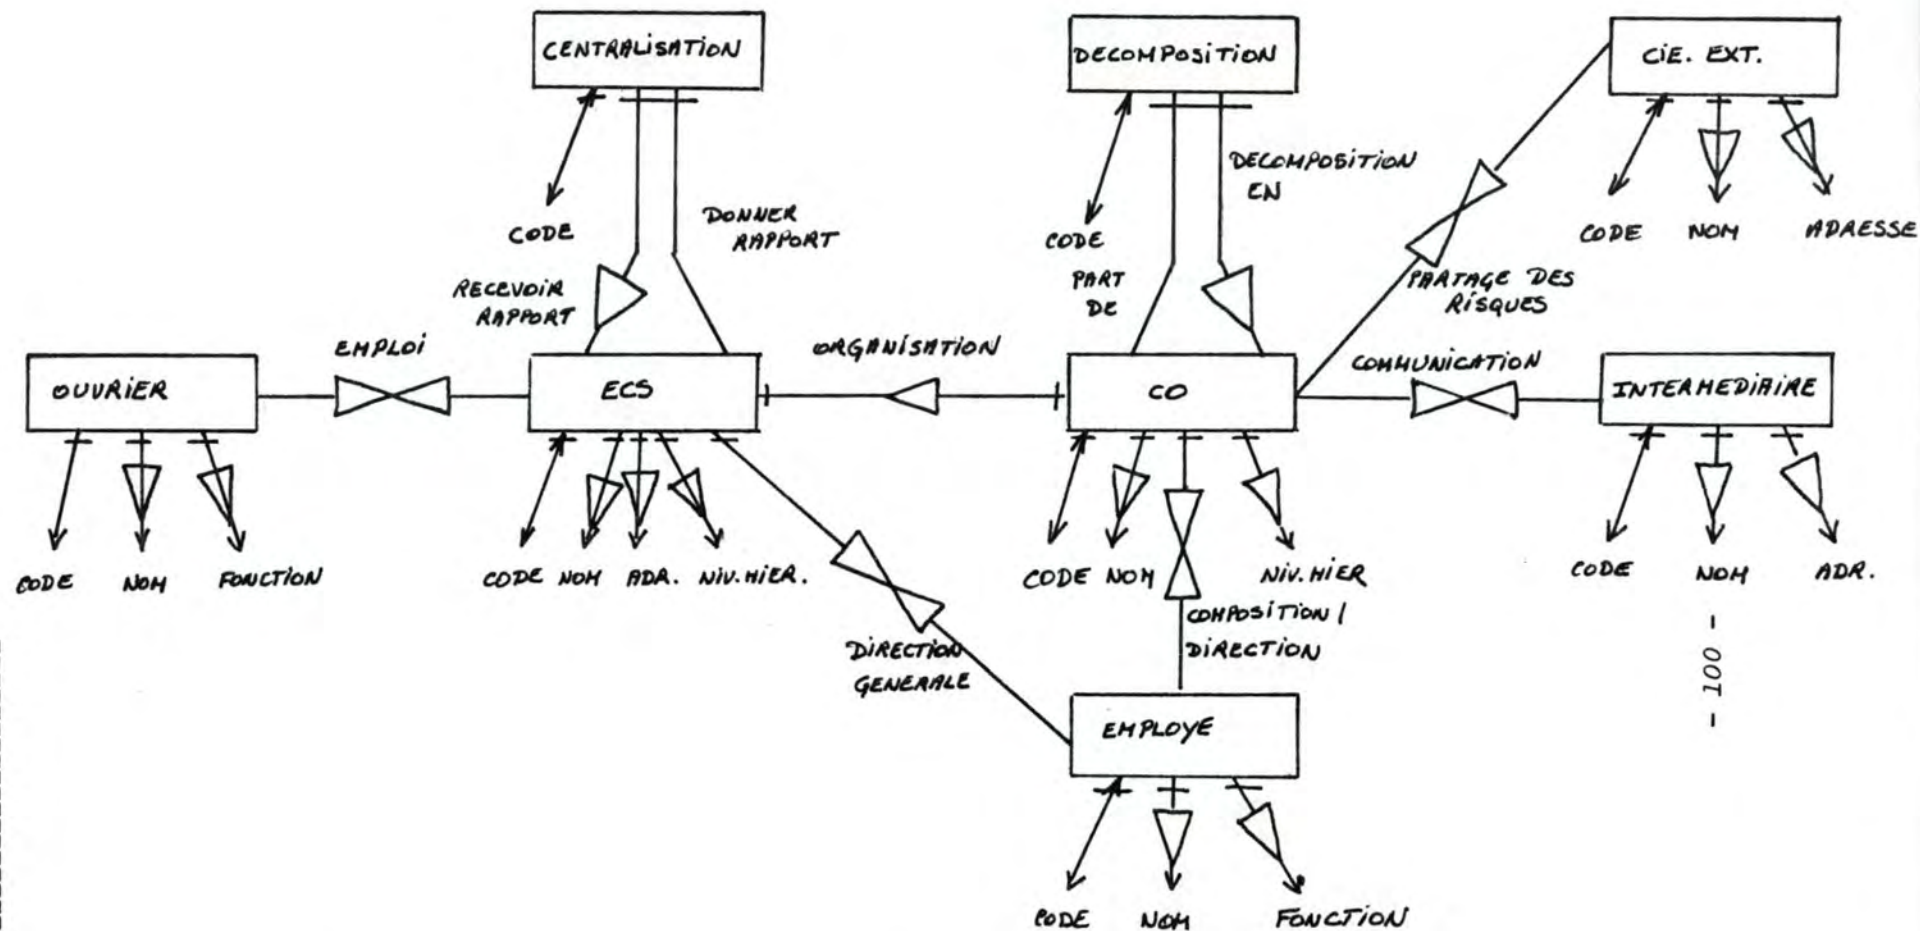 CENTRALISATION
DECOMPOSITION
CIE. EXT.
CODE
DONNER
RAPPORT
CODE
DECOMPOSITION
EN
CODE
NOM
ADRESSE
RECEVOIR
RAPPORT
PART
DE
PARTAGE DES
RISQUES
EMPLOI
ORGANISATION
COMMUNICATION
OUVRIER
ECS
CO
INTERMEDIAIRE
CODE
NOM
FONCTION
CODE
NOM
ADR.
NIV. HIER.
CODE
NOM
NIV. HIER
CODE
NOM
ADR.
COMPOSITION /
DIRECTION
DIRECTION
GENERALE
- 100 -
EMPLOYE
CODE
NOM
FONCTION